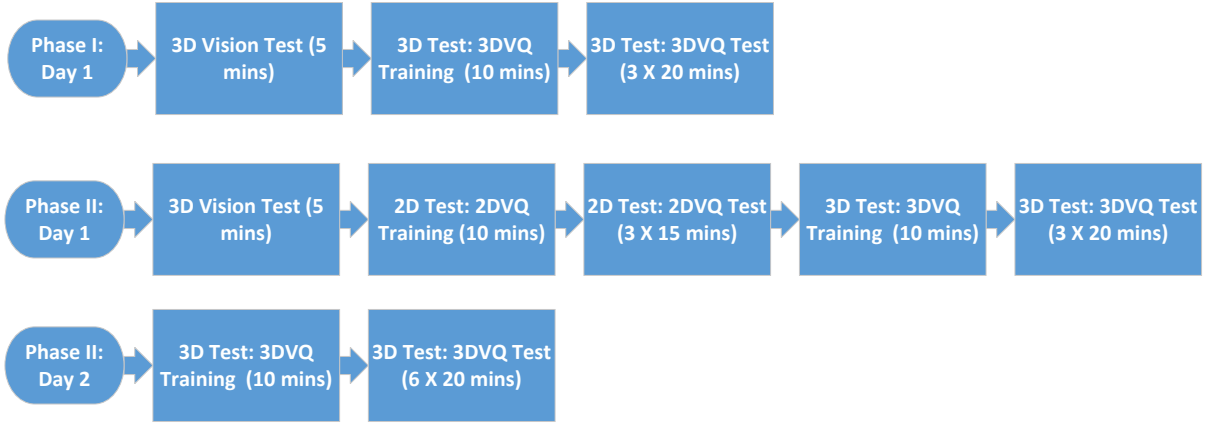 Phase I:
Day 1
3D Vision Test (5
mins)
3D Test: 3DVQ
Training (10 mins)
3D Test: 3DVQ Test
(3 X 20 mins)
Phase II:
Day 1
3D Vision Test (5
mins)
2D Test: 2DVQ
Training (10 mins)
2D Test: 2DVQ Test
(3 X 15 mins)
3D Test: 3DVQ
Training (10 mins)
3D Test: 3DVQ Test
(3 X 20 mins)
Phase II:
Day 2
3D Test: 3DVQ
Training (10 mins)
3D Test: 3DVQ Test
(6 X 20 mins)